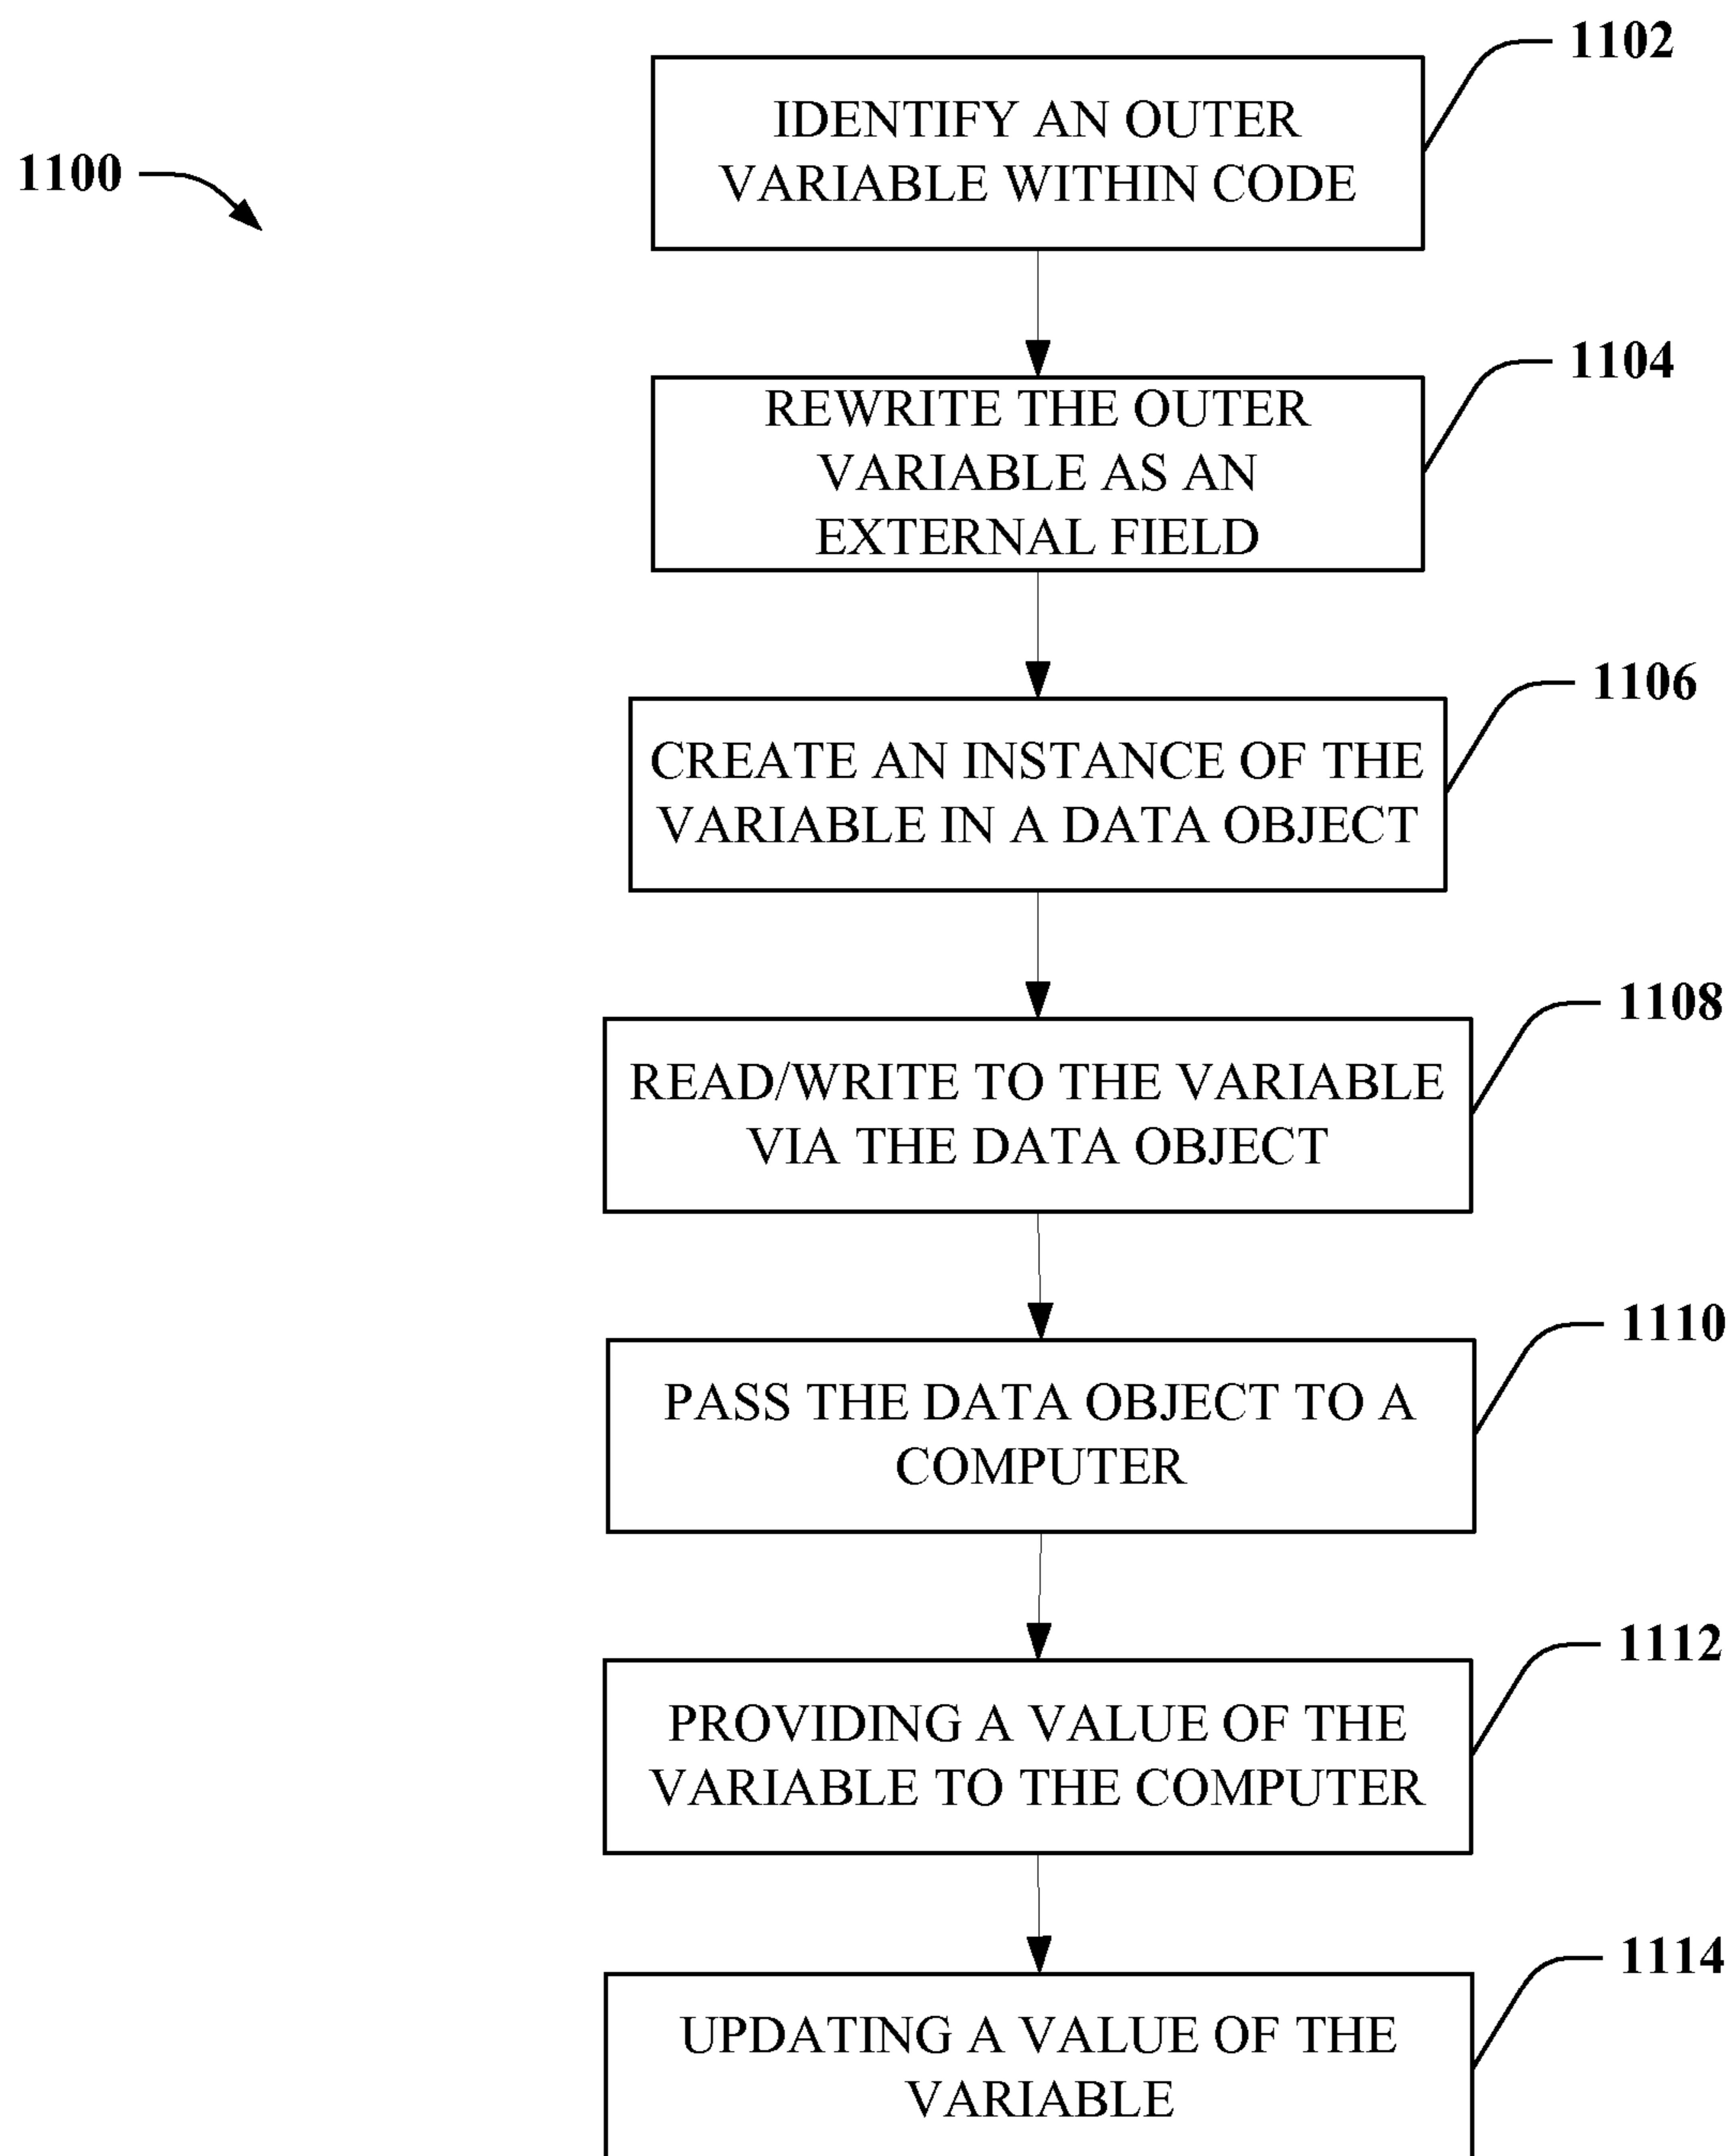 1102
IDENTIFY AN OUTER
VARIABLE WITHIN CODE
1100
1104
REWRITE THE OUTER
VARIABLE AS AN
EXTERNAL FIELD
1106
CREATE AN INSTANCE OF THE
VARIABLE IN A DATA OBJECT
1108
READ/WRITE TO THE VARIABLE
VIA THE DATA OBJECT
1110
PASS THE DATA OBJECT TO A
COMPUTER
1112
PROVIDING A VALUE OF THE
VARIABLE TO THE COMPUTER
1114
UPDATING A VALUE OF THE
VARIABLE